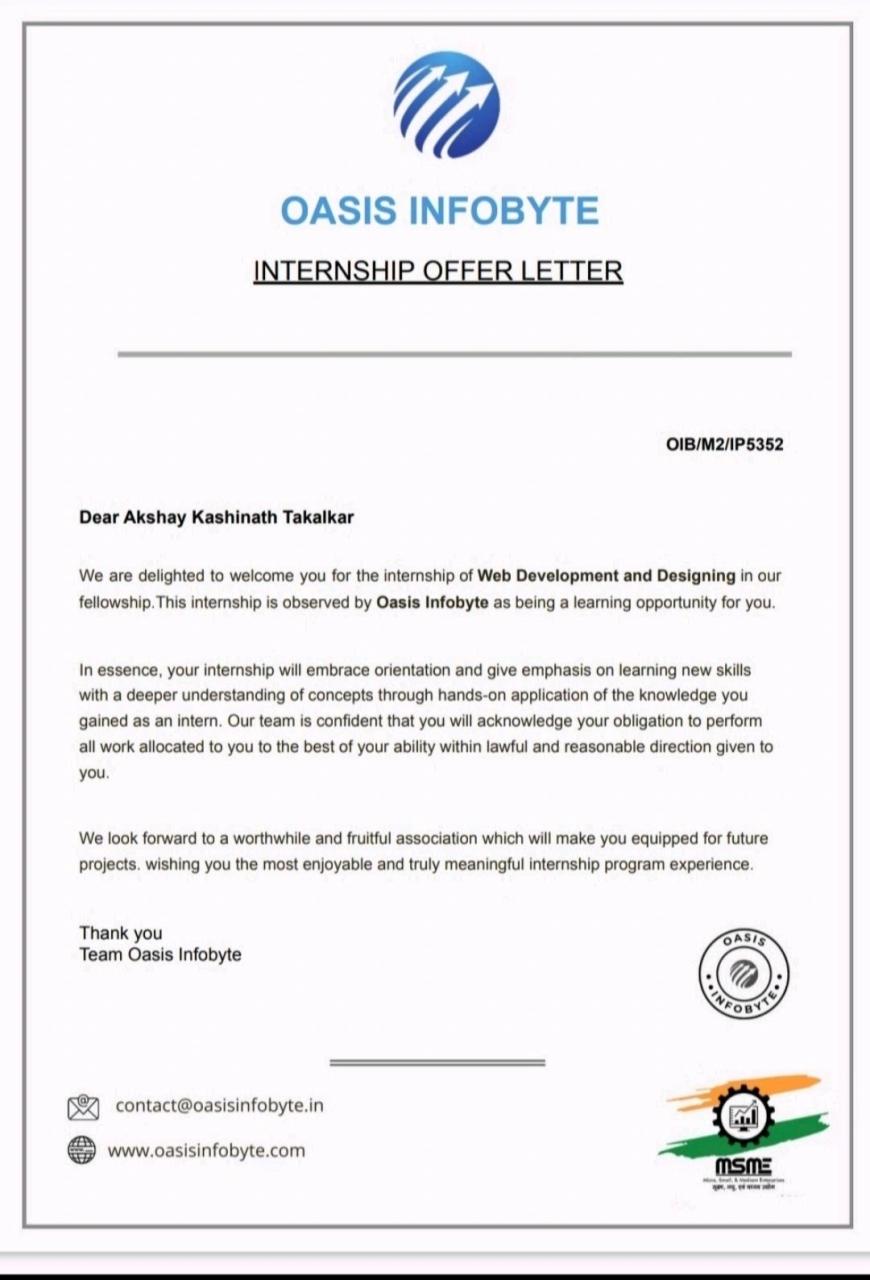 OASIS INFOBYTE
INTERNSHIP OFFER LETTER
OIB/M2/IP5352
Dear Akshay Kashinath Takalkar
We are delighted to welcome you for the internship of Web Development and Designing in our
fellowship.This internship is observed by Oasis Infobyte as being a learning opportunity for you.
In essence, your internship will embrace orientation and give emphasis on learning new skills
with a deeper understanding of concepts through hands-on application of the knowledge you
gained as an intern. Our team is confident that you will acknowledge your obligation to perform
all work allocated to you to the best of your ability within lawful and reasonable direction given to
you.
We look forward to a worthwhile and fruitful association which will make you equipped for future
projects. wishing you the most enjoyable and truly meaningful internship program experience.
Thank you
Team Oasis Infobyte
OASIS
INFOBYTE
contact@oasisinfobyte.in
www.oasisinfobyte.com
MSME
Micro, Small, & Medium Enterprises
सूक्ष्म, लघु, एवं मध्यम उद्योग